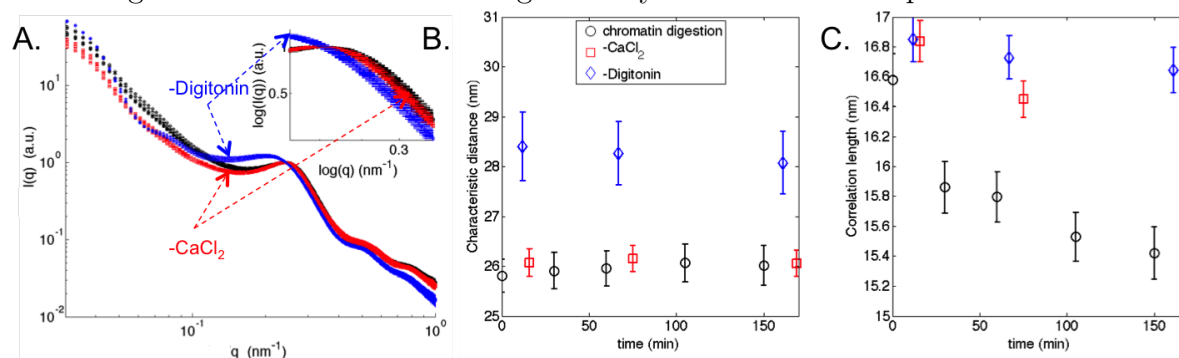 A.
I(q) (a.u.)
10¹
10⁰
10⁻¹
10⁻²
10⁻¹
10⁰
q (nm⁻¹)
-Digitonin
-CaCl₂
log(I(q)) (a.u.)
1
0.5
0.3
log(q) (nm⁻¹)
B.
Characteristic distance (nm)
31
30
29
28
27
26
25
0
50
100
150
time (min)
chromatin digestion
-CaCl₂
-Digitonin
C.
Correlation length (nm)
17
16.8
16.6
16.4
16.2
16
15.8
15.6
15.4
15.2
15
0
50
100
150
time (min)